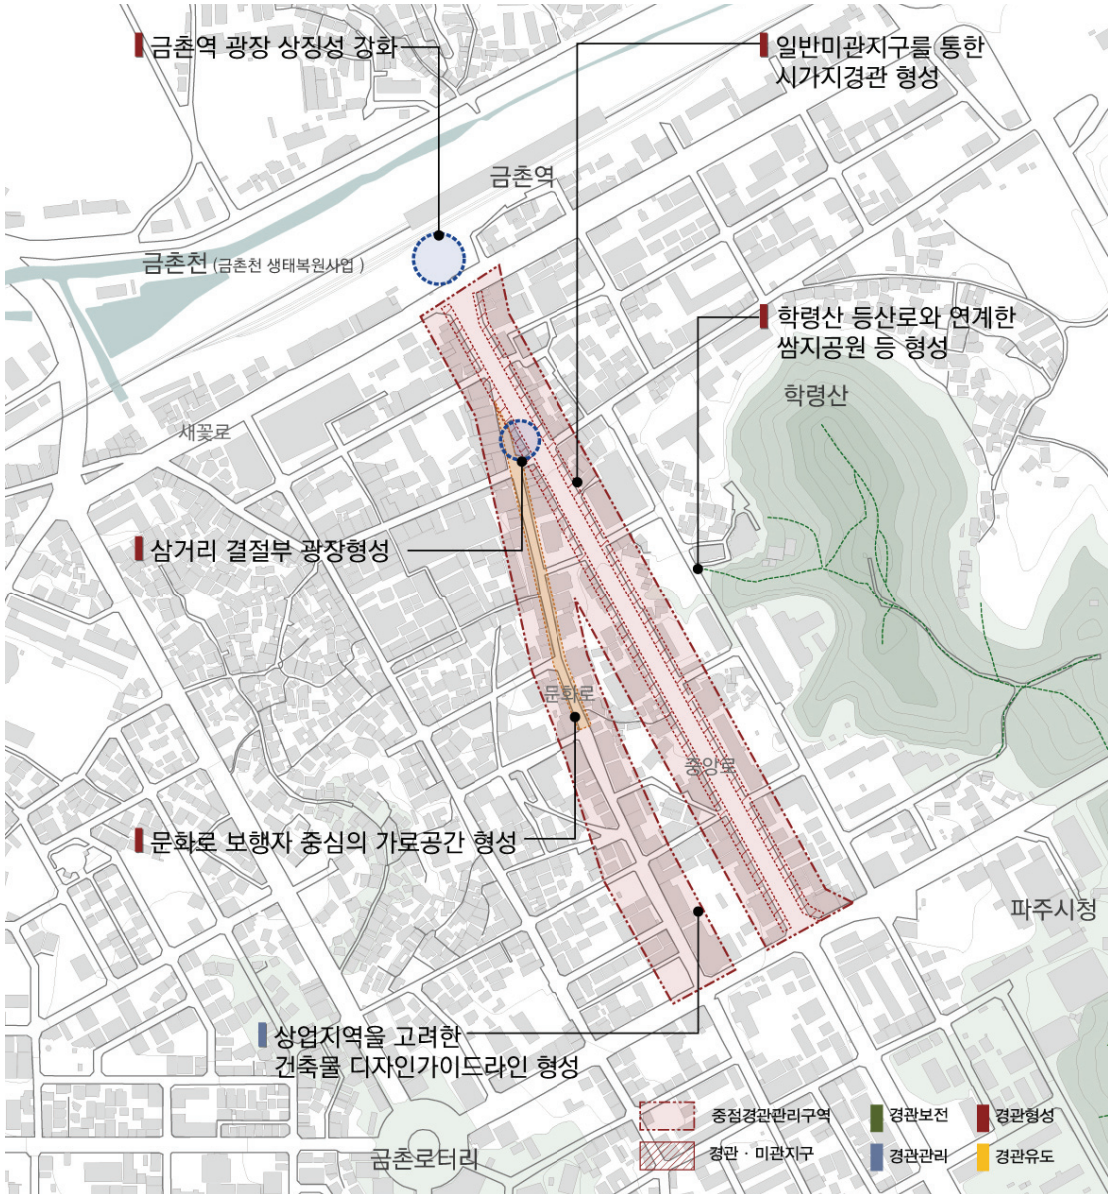 금촌역 광장 상징성 강화
일반미관지구를 통한
시가지경관 형성
금촌역
금촌천 (금촌천 생태복원사업 )
학령산 등산로와 연계한
쌈지공원 등 형성
학령산
새꽃로
삼거리 결절부 광장형성
문화로
중앙로
문화로 보행자 중심의 가로공간 형성
파주시청
상업지역을 고려한
건축물 디자인가이드라인 형성
중점경관관리구역
경관보전
경관형성
경관 · 미관지구
경관관리
경관유도
금촌로터리